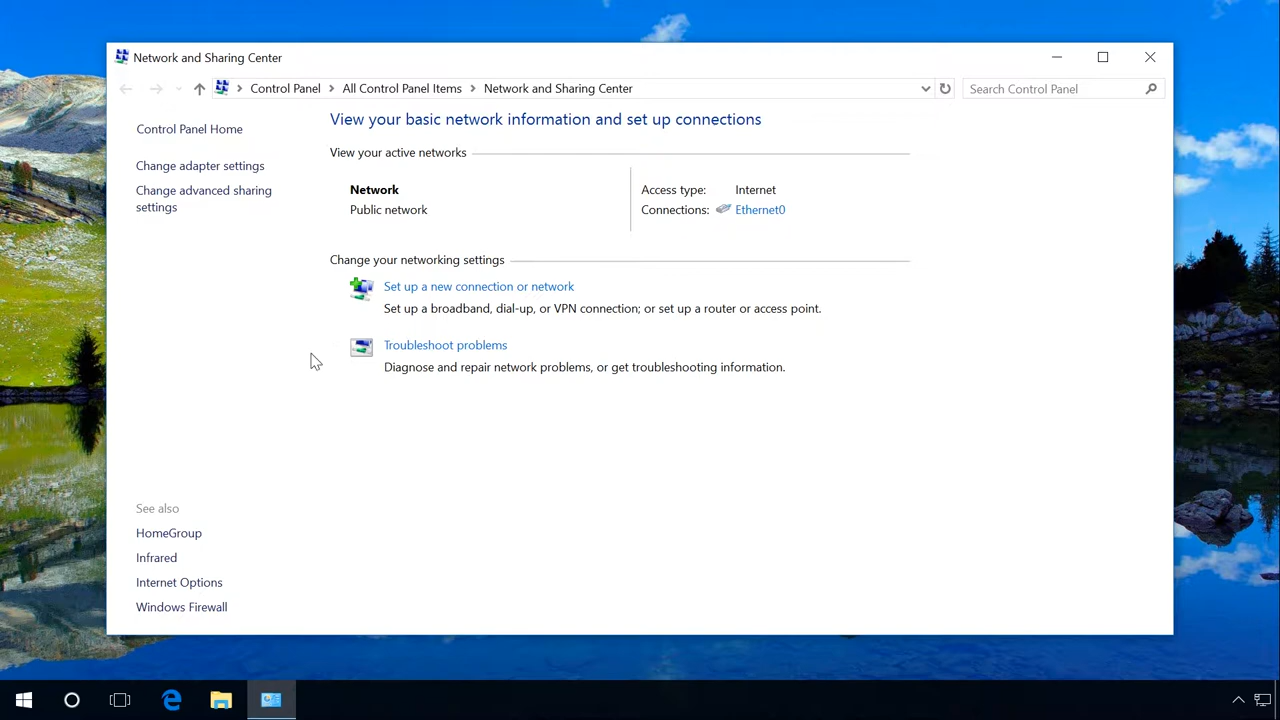 Network and Sharing Center
Control Panel
All Control Panel Items
Network and Sharing Center
Search Control Panel
Control Panel Home
Change adapter settings
Change advanced sharing
settings
See also
HomeGroup
Infrared
Internet Options
Windows Firewall
View your basic network information and set up connections
View your active networks
Network
Public network
Access type: Internet
Connections: Ethernet0
Change your networking settings
Set up a new connection or network
Set up a broadband, dial-up, or VPN connection; or set up a router or access point.
Troubleshoot problems
Diagnose and repair network problems, or get troubleshooting information.